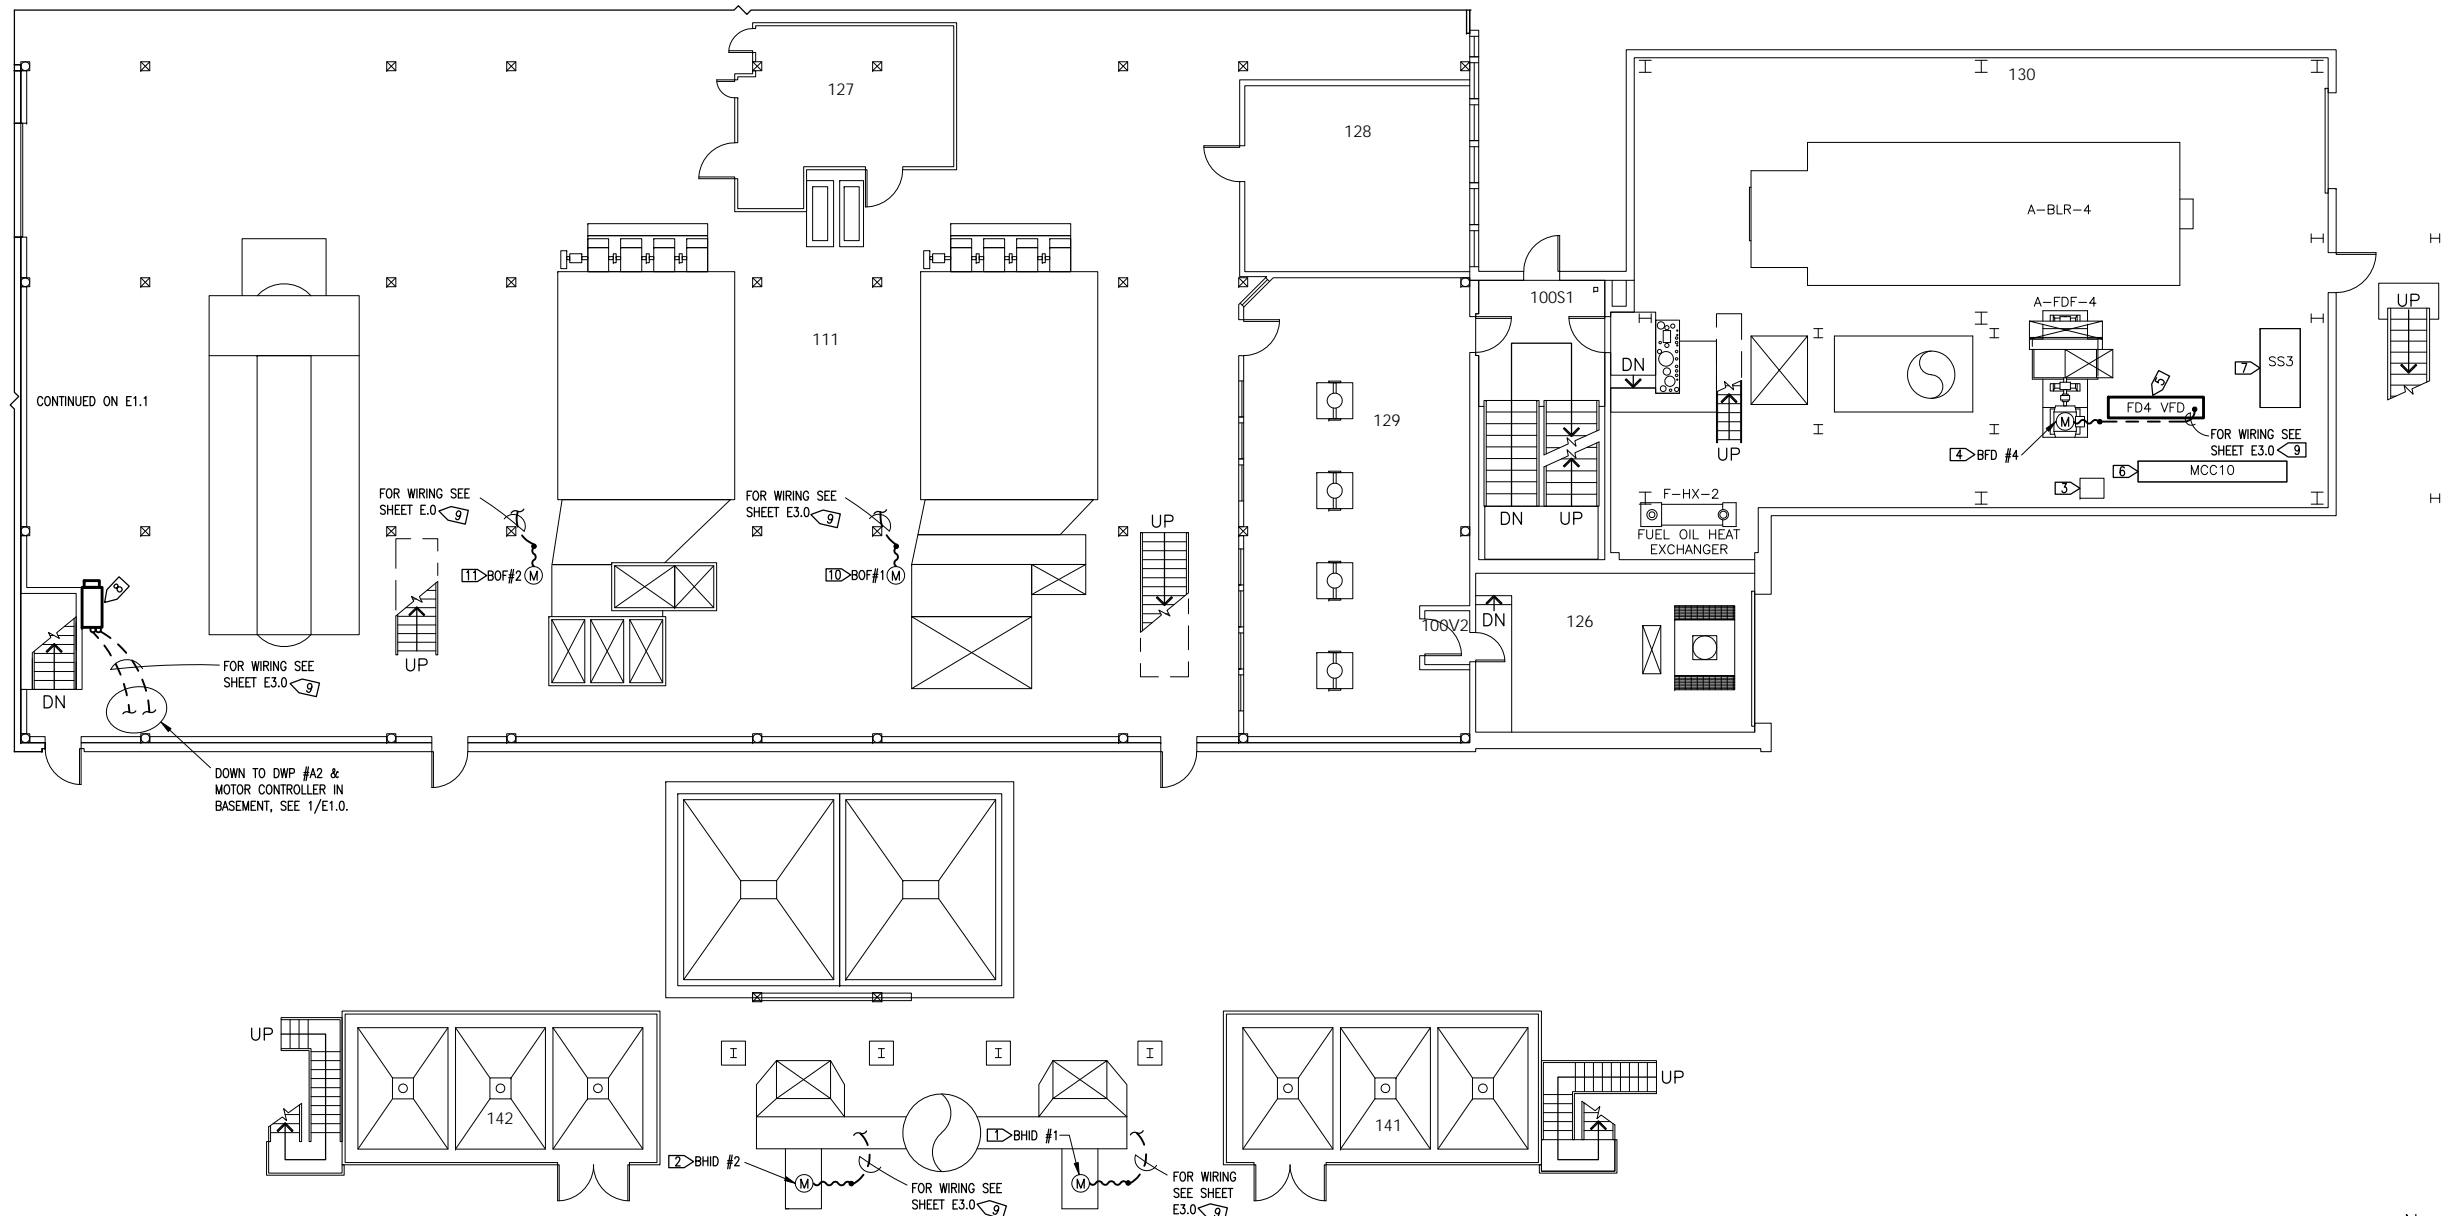 127
128
130
A-BLR-4
100S1
111
A-FDF-4
UP
DN
UP
7
SS3
5
FD4 VFD
M
CONTINUED ON E1.1
129
FOR WIRING SEE
SHEET E3.0 9
4 BFD #4
6
MCC10
3
F-HX-2
FUEL OIL HEAT
EXCHANGER
FOR WIRING SEE
SHEET E.0 9
11 BOF#2 M
FOR WIRING SEE
SHEET E3.0 9
10 BOF#1 M
UP
DN
UP
8
UP
DN
FOR WIRING SEE
SHEET E3.0 9
100V2
DN
126
DOWN TO DWP #A2 &
MOTOR CONTROLLER IN
BASEMENT, SEE 1/E1.0.
UP
142
141
UP
2 BHID #2
M
FOR WIRING SEE
SHEET E3.0 9
1 BHID #1
M
FOR WIRING
SEE SHEET
E3.0 9